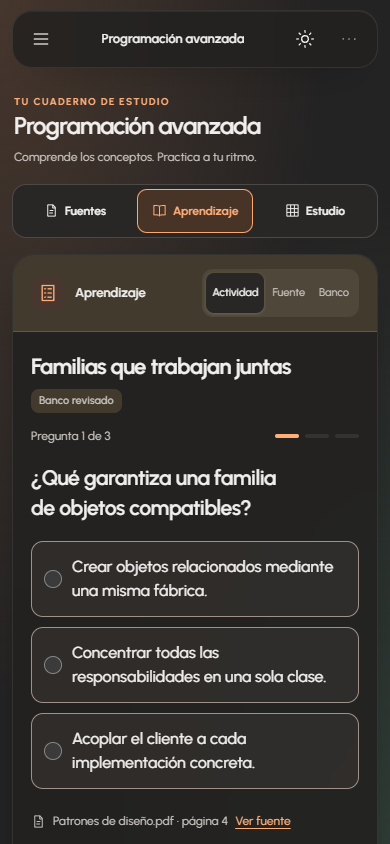 Programación avanzada
TU CUADERNO DE ESTUDIO
Programación avanzada
Comprende los conceptos. Practica a tu ritmo.
Fuentes
Aprendizaje
Estudio
Aprendizaje
Actividad
Fuente
Banco
Familias que trabajan juntas
Banco revisado
Pregunta 1 de 3
¿Qué garantiza una familia
de objetos compatibles?
Crear objetos relacionados mediante
una misma fábrica.
Concentrar todas las
responsabilidades en una sola clase.
Acoplar el cliente a cada
implementación concreta.
Patrones de diseño.pdf · página 4 Ver fuente